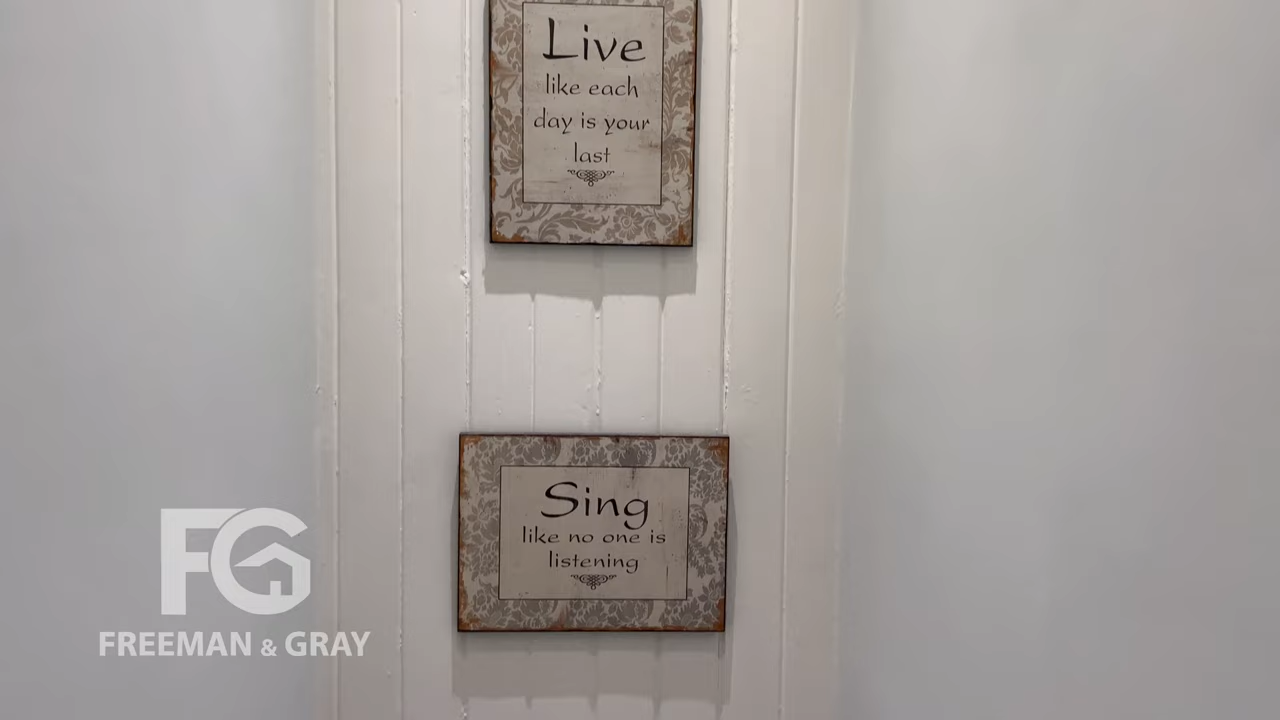 Live
like each
day is your
last
Sing
like no one is
listening
FG
FREEMAN & GRAY